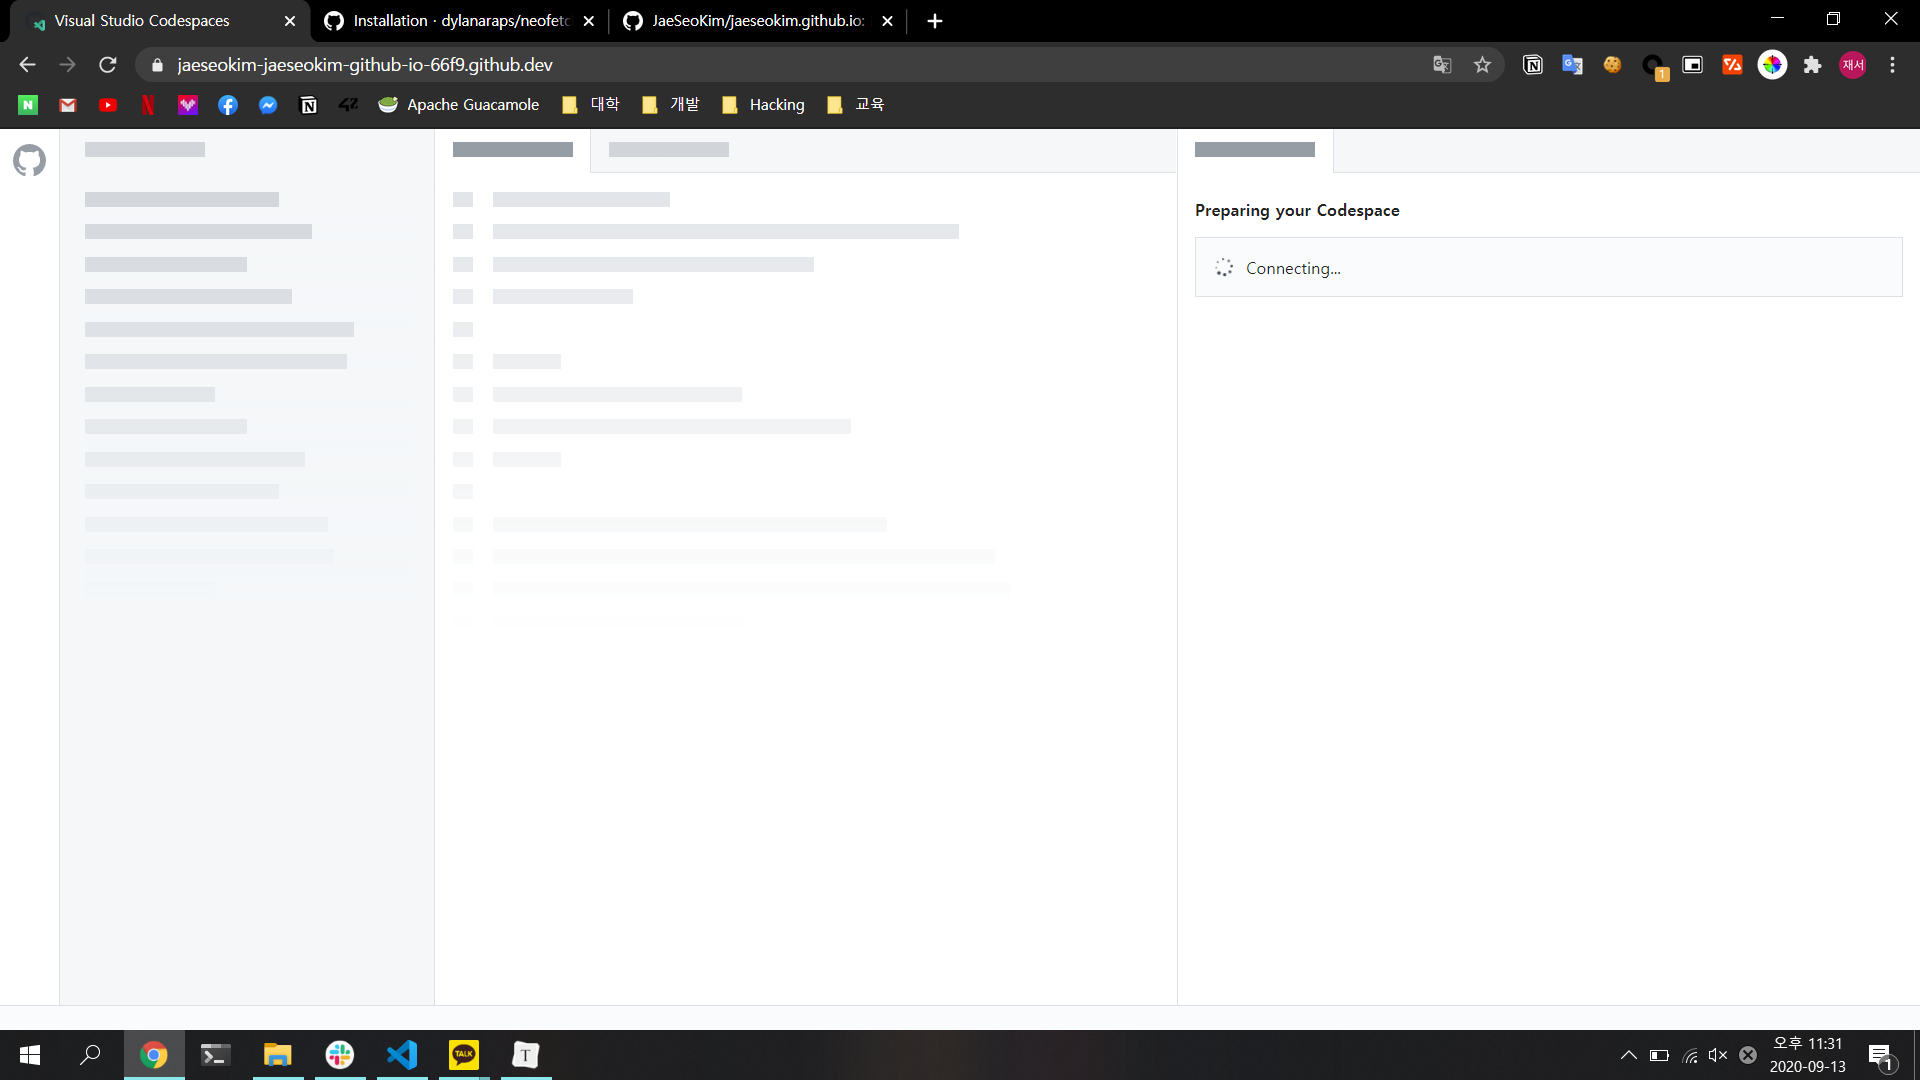 Visual Studio Codespaces
Installation · dylanaraps/neofetc
JaeSeoKim/jaeseokim.github.io:
jaeseokim-jaeseokim-github-io-66f9.github.dev
1
재서
Apache Guacamole
대학
개발
Hacking
교육
Preparing your Codespace
Connecting...
TALK
T
오후 11:31
2020-09-13
1